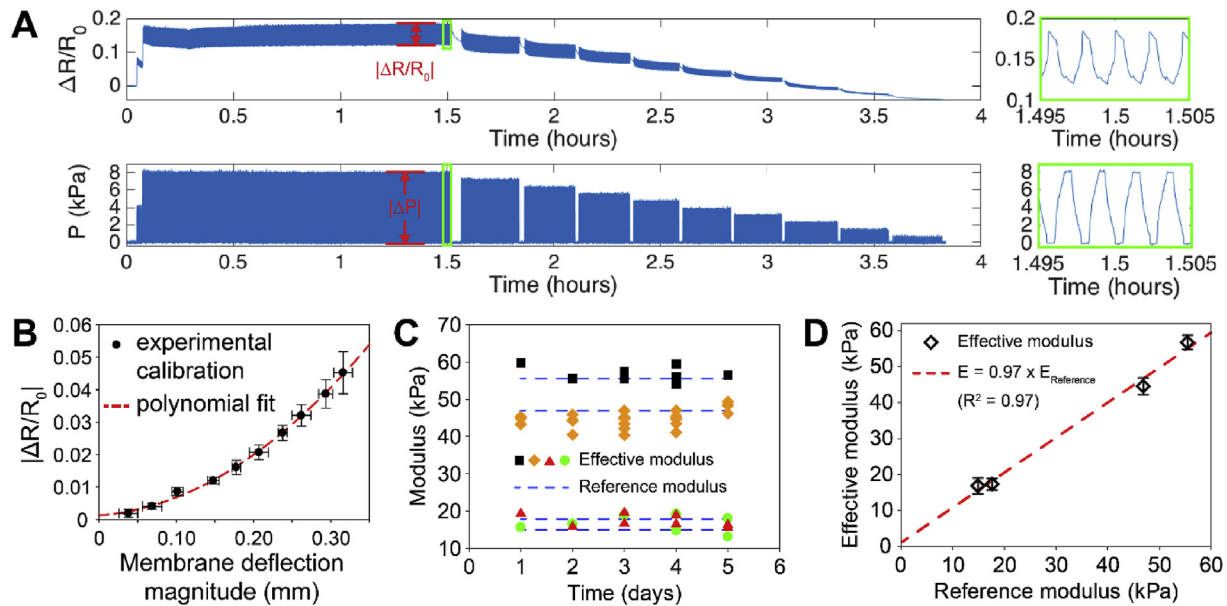 A
ΔR/R₀
0.2
0.1
0
|ΔR/R₀|
0 0.5 1 1.5 2 2.5 3 3.5 4
Time (hours)
0.2
0.15
0.1
1.495 1.5 1.505
Time (hours)
P (kPa)
8
6
4
2
0
|ΔP|
0 0.5 1 1.5 2 2.5 3 3.5 4
Time (hours)
8
6
4
2
0
1.495 1.5 1.505
Time (hours)
B
|ΔR/R₀|
0.06
0.05
0.04
0.03
0.02
0.01
0
experimental
calibration
polynomial fit
0 0.10 0.20 0.30
Membrane deflection
magnitude (mm)
C
Modulus (kPa)
70
60
50
40
30
20
10
Effective modulus
Reference modulus
0 1 2 3 4 5 6
Time (days)
D
Effective modulus (kPa)
60
50
40
30
20
10
0
Effective modulus
E = 0.97 x E Reference
(R² = 0.97)
0 10 20 30 40 50 60
Reference modulus (kPa)